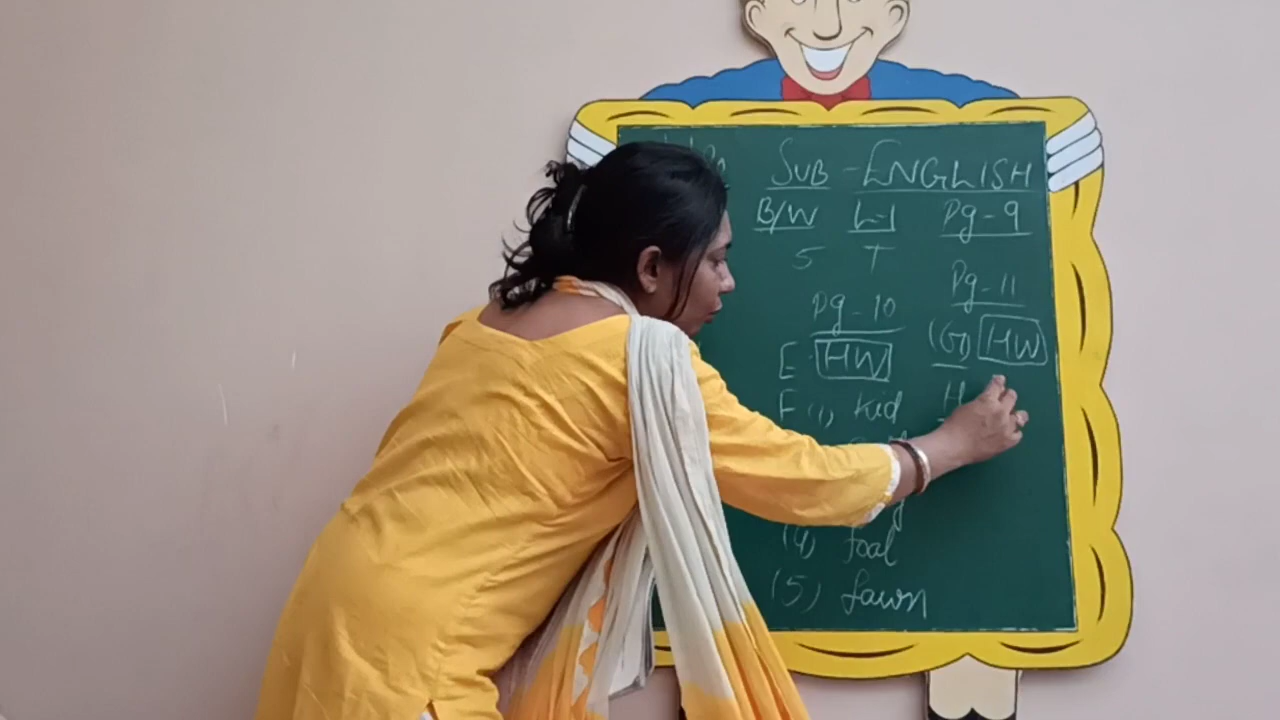 SUB - ENGLISH
B/W L-1 Pg-9
5 T
Pg-11
Pg-10
(G) HW
E HW
F (1) Kid
H
(4) foal
(5) fawn